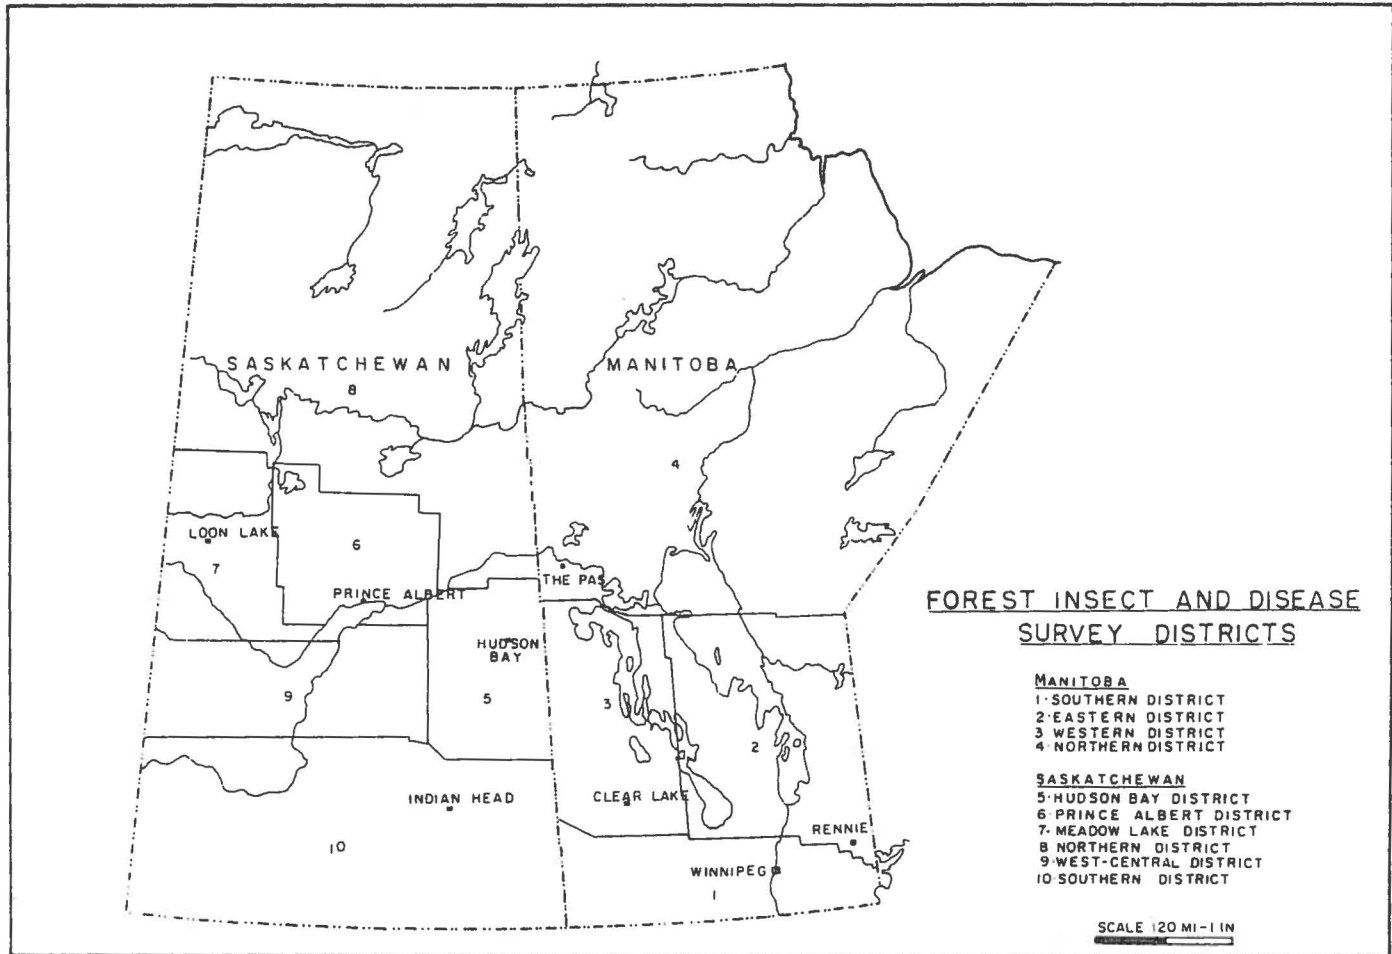 SASKATCHEWAN
8
MANITOBA
4
LOON LAKE
7
6
PRINCE ALBERT
THE PAS
HUDSON
BAY
5
9
3
2
INDIAN HEAD
CLEAR LAKE
RENNIE
10
WINNIPEG
1
FOREST INSECT AND DISEASE
SURVEY DISTRICTS
MANITOBA
1·SOUTHERN DISTRICT
2·EASTERN DISTRICT
3 WESTERN DISTRICT
4·NORTHERN DISTRICT
SASKATCHEWAN
5·HUDSON BAY DISTRICT
6·PRINCE ALBERT DISTRICT
7·MEADOW LAKE DISTRICT
8 NORTHERN DISTRICT
9·WEST-CENTRAL DISTRICT
10·SOUTHERN DISTRICT
SCALE 120 MI-1 IN